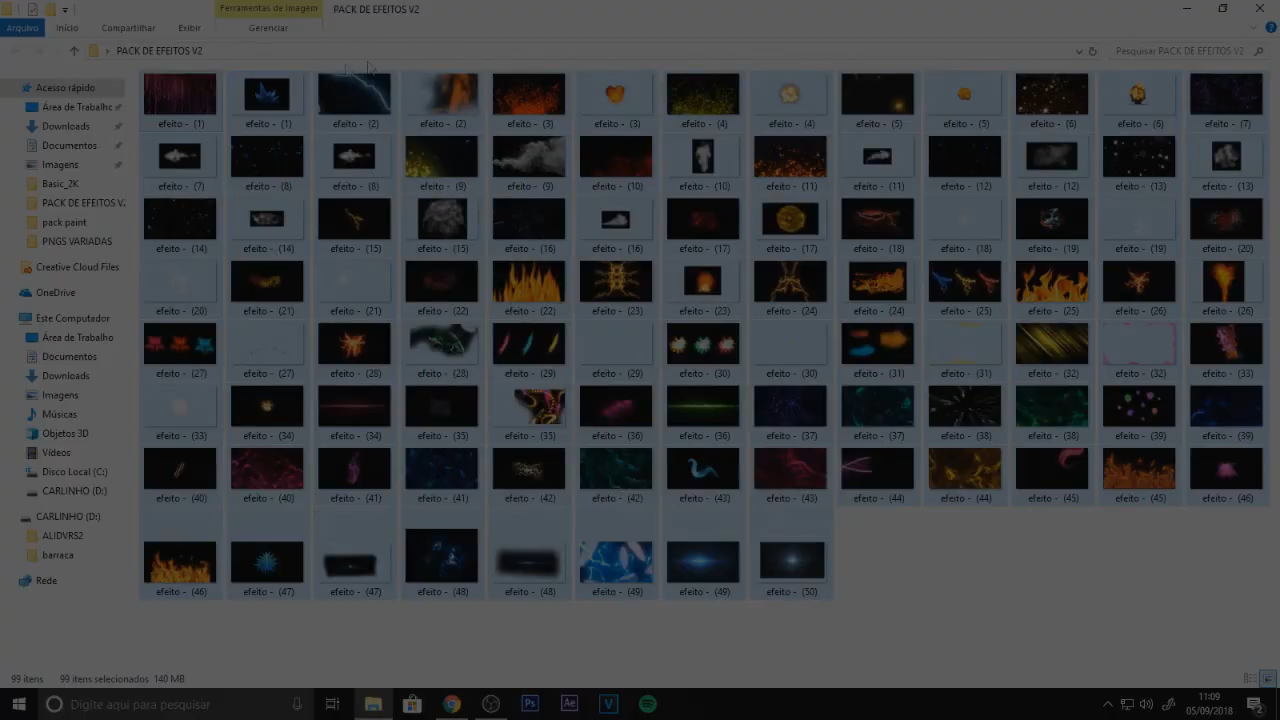 Ferramentas de Imagem
PACK DE EFEITOS V2
Arquivo
Início
Compartilhar
Exibir
Gerenciar
PACK DE EFEITOS V2
Pesquisar PACK DE EFEITOS V2
Acesso rápido
Área de Trabalhc
Downloads
Documentos
Imagens
Basic_2K
PACK DE EFEITOS V.
pack paint
PNGS VARIADAS
Creative Cloud Files
OneDrive
Este Computador
Área de Trabalho
Documentos
Downloads
Imagens
Músicas
Objetos 3D
Vídeos
Disco Local (C:)
CARLINHO (D:)
CARLINHO (D:)
ALIDVRS2
barraca
Rede
efeito - (1) efeito - (1) efeito - (2) efeito - (2) efeito - (3) efeito - (3) efeito - (4) efeito - (4) efeito - (5) efeito - (5) efeito - (6) efeito - (6) efeito - (7)
efeito - (7) efeito - (8) efeito - (8) efeito - (9) efeito - (9) efeito - (10) efeito - (10) efeito - (11) efeito - (11) efeito - (12) efeito - (12) efeito - (13) efeito - (13)
efeito - (14) efeito - (14) efeito - (15) efeito - (15) efeito - (16) efeito - (16) efeito - (17) efeito - (17) efeito - (18) efeito - (18) efeito - (19) efeito - (19) efeito - (20)
efeito - (20) efeito - (21) efeito - (21) efeito - (22) efeito - (22) efeito - (23) efeito - (23) efeito - (24) efeito - (24) efeito - (25) efeito - (25) efeito - (26) efeito - (26)
efeito - (27) efeito - (27) efeito - (28) efeito - (28) efeito - (29) efeito - (29) efeito - (30) efeito - (30) efeito - (31) efeito - (31) efeito - (32) efeito - (32) efeito - (33)
efeito - (33) efeito - (34) efeito - (34) efeito - (35) efeito - (35) efeito - (36) efeito - (36) efeito - (37) efeito - (37) efeito - (38) efeito - (38) efeito - (39) efeito - (39)
efeito - (40) efeito - (40) efeito - (41) efeito - (41) efeito - (42) efeito - (42) efeito - (43) efeito - (43) efeito - (44) efeito - (44) efeito - (45) efeito - (45) efeito - (46)
efeito - (46) efeito - (47) efeito - (47) efeito - (48) efeito - (48) efeito - (49) efeito - (49) efeito - (50)
99 itens 99 itens selecionados 140 MB
Digite aqui para pesquisar
Ps
Ae
V
11:09
05/09/2018
2